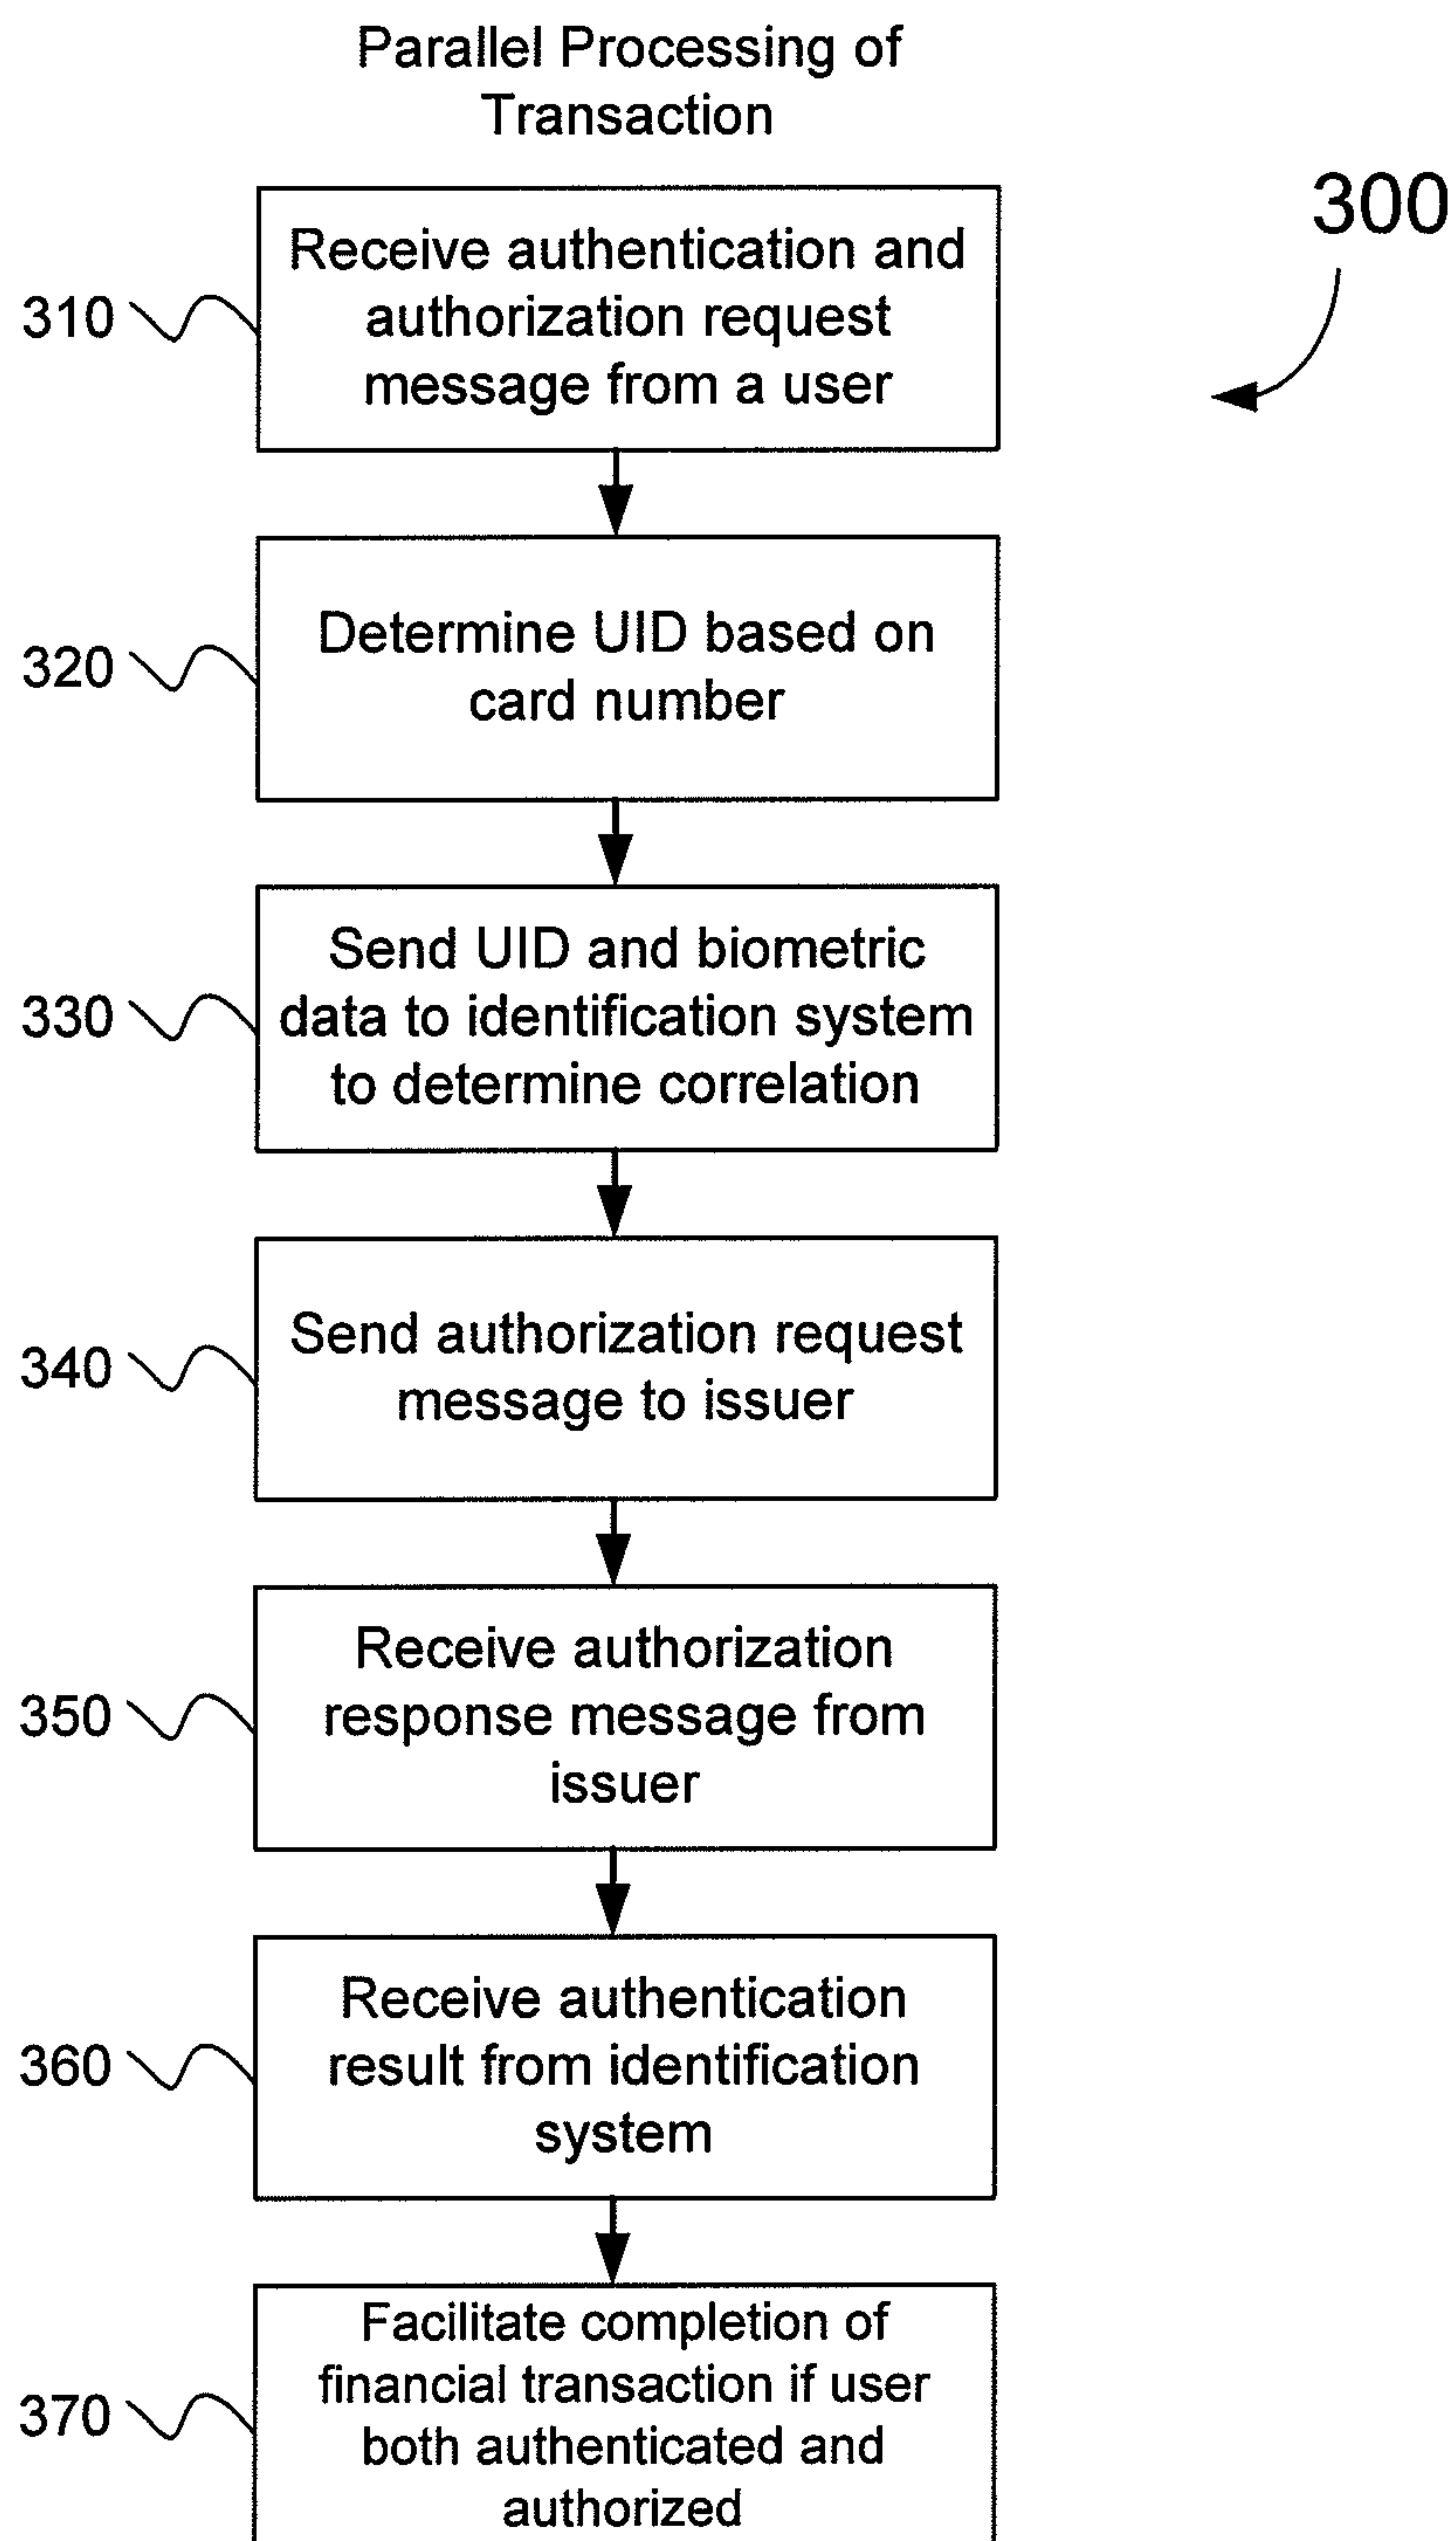 Parallel Processing of
Transaction
300
Receive authentication and
authorization request
message from a user
310
Determine UID based on
card number
320
Send UID and biometric
data to identification system
to determine correlation
330
Send authorization request
message to issuer
340
Receive authorization
response message from
issuer
350
Receive authentication
result from identification
system
360
Facilitate completion of
financial transaction if user
both authenticated and
authorized
370